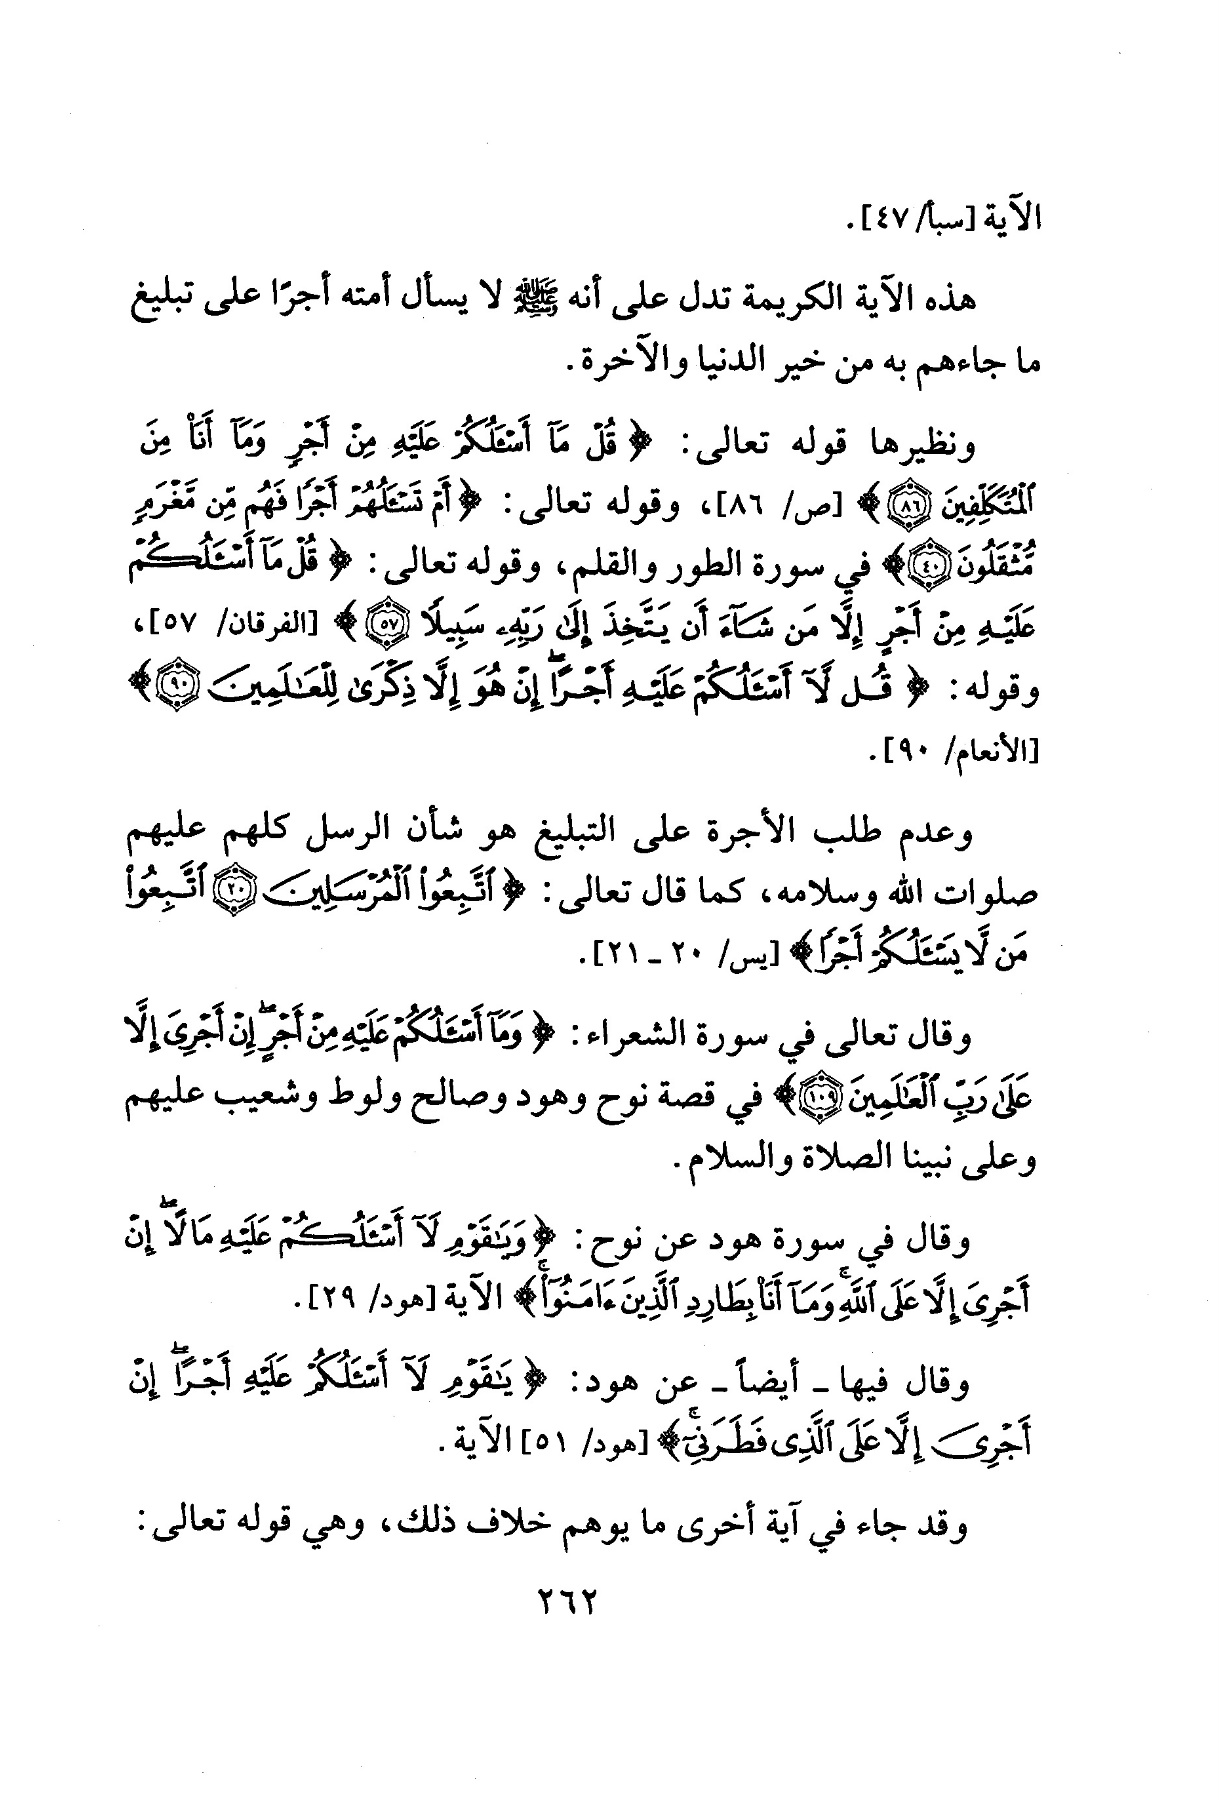 الآية [سبأ/ ٤٧].
هذه الآية الكريمة تدل على أنه ﷺ لا يسأل أمته أجرًا على تبليغ
ما جاءهم به من خير الدنيا والآخرة.
ونظيرها قوله تعالى: ﴿قُلْ مَآ أَسْـَٔلُكُمْ عَلَيْهِ مِنْ أَجْرٍ وَمَآ أَنَا۠ مِنَ
ٱلْمُتَكَلِّفِينَ ٨٦﴾ [ص/ ٨٦]، وقوله تعالى: ﴿أَمْ تَسْـَٔلُهُمْ أَجْرًا فَهُم مِّن مَّغْرَمٍ
مُّثْقَلُونَ ٤٠﴾ في سورة الطور والقلم، وقوله تعالى: ﴿قُلْ مَآ أَسْـَٔلُكُمْ
عَلَيْهِ مِنْ أَجْرٍ إِلَّا مَن شَآءَ أَن يَتَّخِذَ إِلَىٰ رَبِّهِۦ سَبِيلًا ٥٧﴾ [الفرقان/ ٥٧]،
وقوله: ﴿قُل لَّآ أَسْـَٔلُكُمْ عَلَيْهِ أَجْرًا ۖ إِنْ هُوَ إِلَّا ذِكْرَىٰ لِلْعَـٰلَمِينَ ٩٠﴾
[الأنعام/ ٩٠].
وعدم طلب الأجرة على التبليغ هو شأن الرسل كلهم عليهم
صلوات الله وسلامه، كما قال تعالى: ﴿ٱتَّبِعُوا۟ ٱلْمُرْسَلِينَ ٢٠ ٱتَّبِعُوا۟
مَن لَّا يَسْـَٔلُكُمْ أَجْرًا﴾ [يس/ ٢٠ ـ ٢١].
وقال تعالى في سورة الشعراء: ﴿وَمَآ أَسْـَٔلُكُمْ عَلَيْهِ مِنْ أَجْرٍ ۖ إِنْ أَجْرِىَ إِلَّا
عَلَىٰ رَبِّ ٱلْعَـٰلَمِينَ ١٠٩﴾ في قصة نوح وهود وصالح ولوط وشعيب عليهم
وعلى نبينا الصلاة والسلام.
وقال في سورة هود عن نوح: ﴿وَيَـٰقَوْمِ لَآ أَسْـَٔلُكُمْ عَلَيْهِ مَالًا ۖ إِنْ
أَجْرِىَ إِلَّا عَلَى ٱللَّهِ ۚ وَمَآ أَنَا۠ بِطَارِدِ ٱلَّذِينَ ءَامَنُوٓا۟ ۚ﴾ الآية [هود/ ٢٩].
وقال فيها ـ أيضاً ـ عن هود: ﴿يَـٰقَوْمِ لَآ أَسْـَٔلُكُمْ عَلَيْهِ أَجْرًا ۖ إِنْ
أَجْرِىَ إِلَّا عَلَى ٱلَّذِى فَطَرَنِىٓ ۚ﴾ [هود/ ٥١] الآية.
وقد جاء في آية أخرى ما يوهم خلاف ذلك، وهي قوله تعالى:
٢٦٢